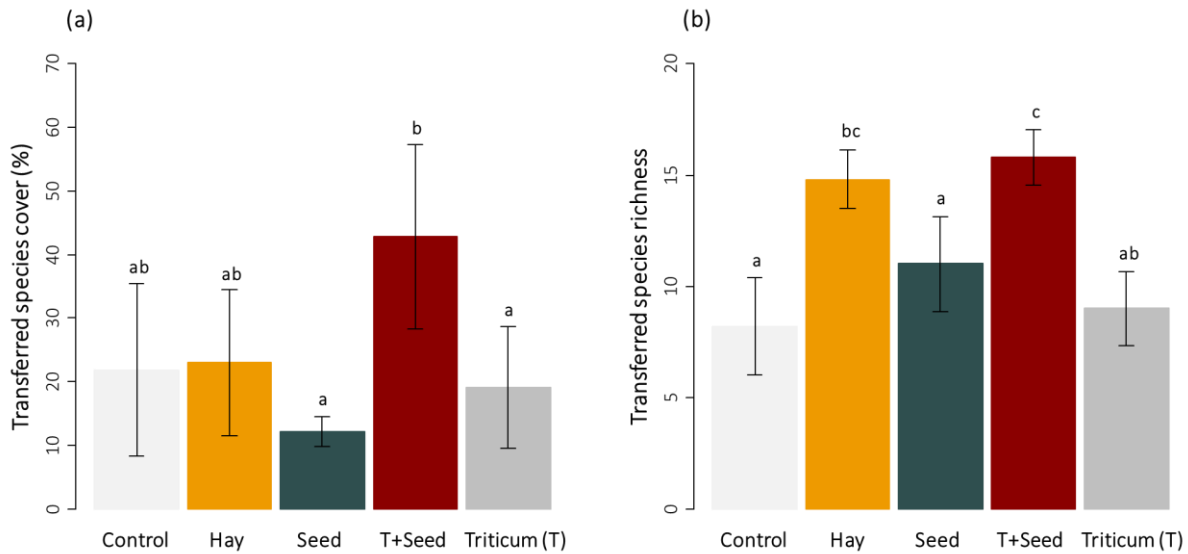 (a)
Transferred species cover (%)
70
60
50
40
30
20
10
0
ab
ab
a
b
a
Control
Hay
Seed
T+Seed
Triticum (T)
(b)
Transferred species richness
20
15
10
5
0
a
bc
a
c
ab
Control
Hay
Seed
T+Seed
Triticum (T)